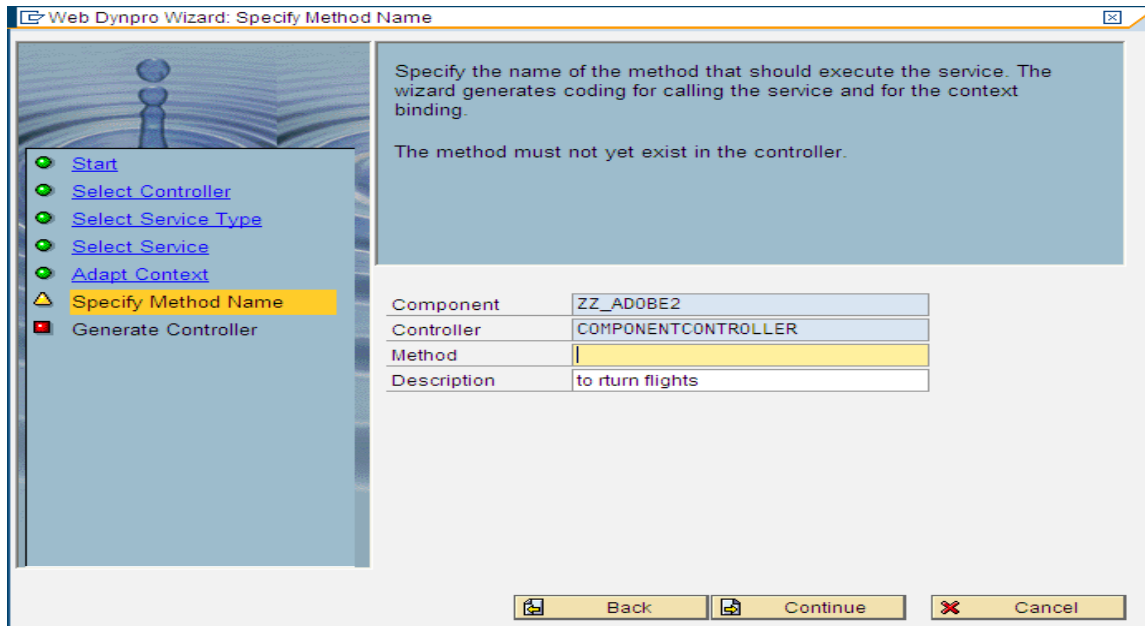 Web Dynpro Wizard: Specify Method Name
Specify the name of the method that should execute the service. The
wizard generates coding for calling the service and for the context
binding.
The method must not yet exist in the controller.
Start
Select Controller
Select Service Type
Select Service
Adapt Context
Specify Method Name
Generate Controller
Component ZZ_ADOBE2
Controller COMPONENTCONTROLLER
Method
Description to rturn flights
Back Continue Cancel